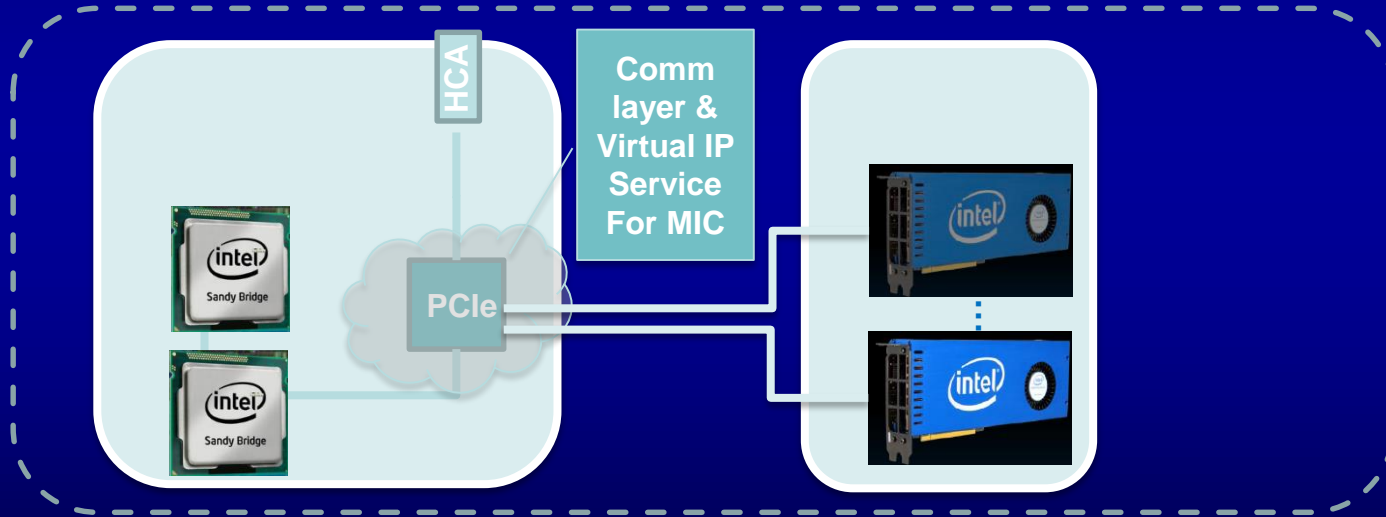 HCA
Comm
layer &
Virtual IP
Service
For MIC
PCIe
intel
Sandy Bridge
intel
Sandy Bridge
intel
intel